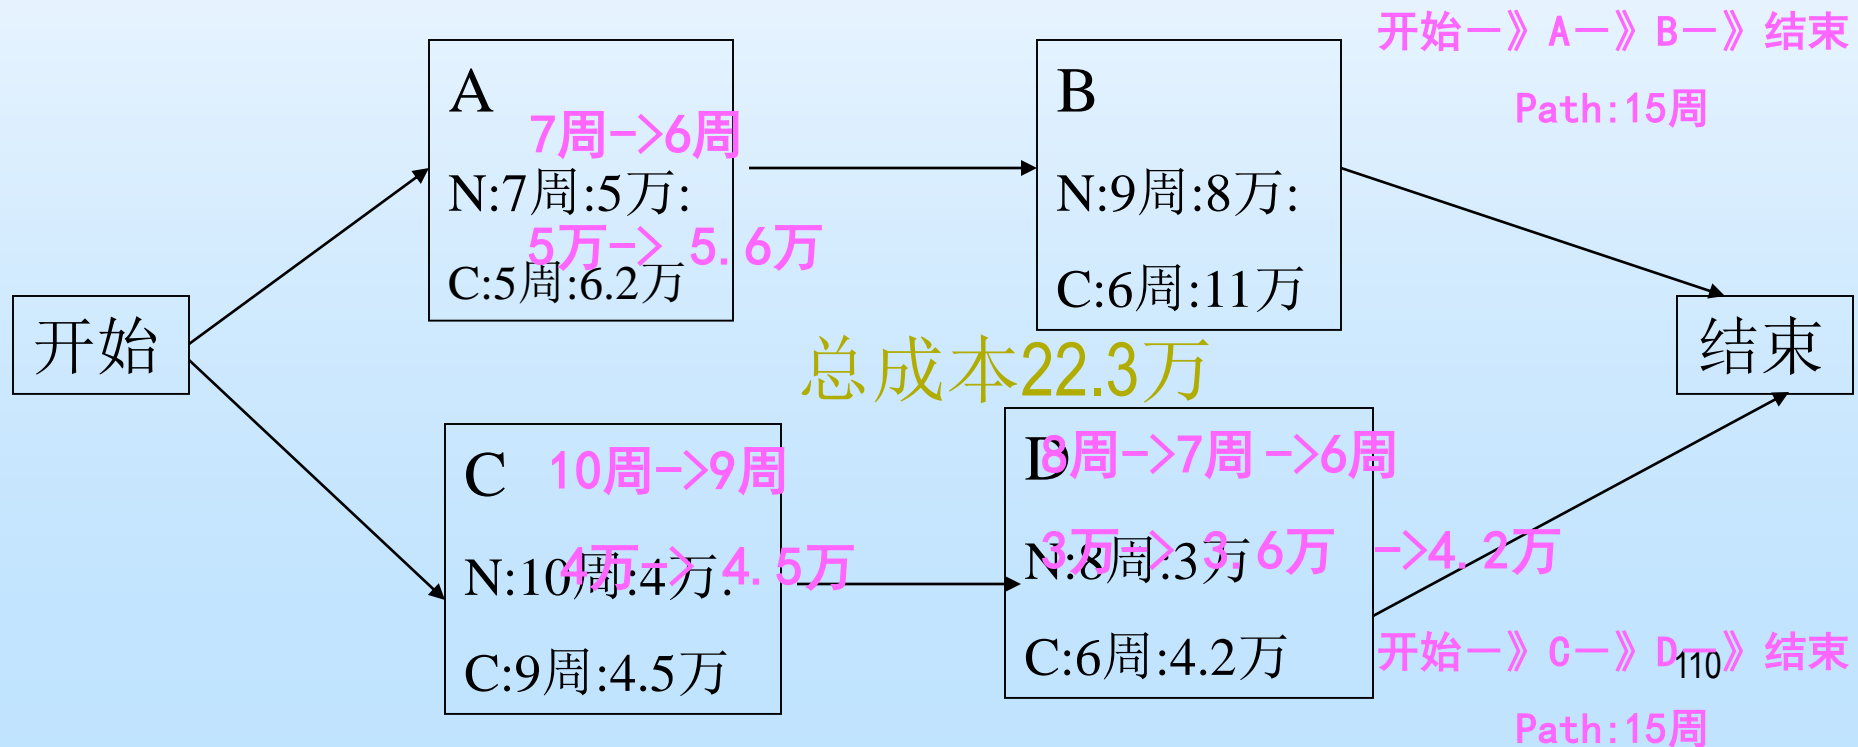 开始—》A—》B—》结束
Path:15周
A
7周—>6周
N:7周:5万:
5万—> 5.6万
C:5周:6.2万
B
N:9周:8万:
C:6周:11万
开始
总成本22.3万
结束
C
10周—>9周
N:10周:4万:
4万—> 4.5万
C:9周:4.5万
D
8周—>7周 —>6周
N:8周:3万
3万—> 3.6万 —>4.2万
C:6周:4.2万
开始—》C—》D—》结束
110
Path:15周